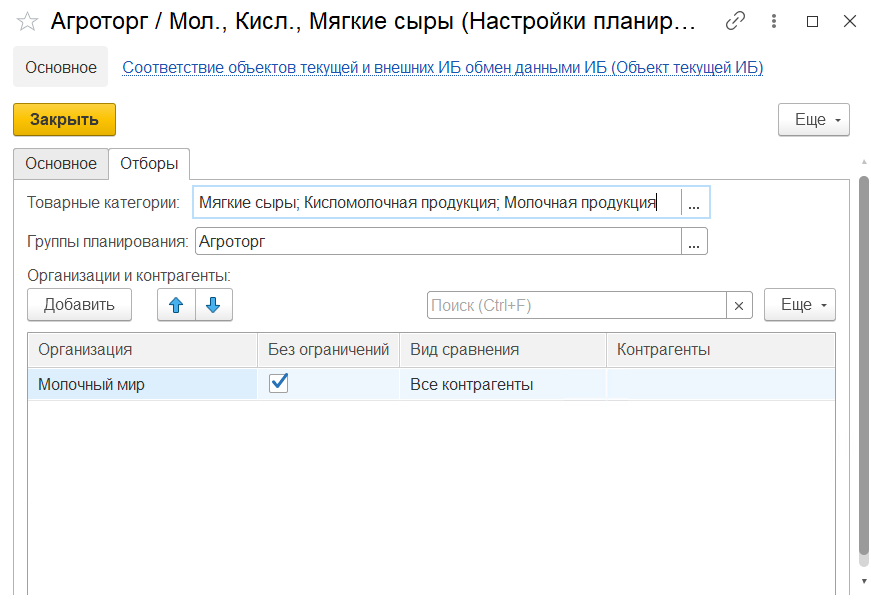 Агроторг / Мол., Кисл., Мягкие сыры (Настройки планир...
Основное Соответствие объектов текущей и внешних ИБ обмен данными ИБ (Объект текущей ИБ)
Закрыть Еще
Основное Отборы
Товарные категории: Мягкие сыры; Кисломолочная продукция; Молочная продукция ...
Группы планирования: Агроторг ...
Организации и контрагенты:
Добавить Поиск (Ctrl+F) × Еще
Организация Без ограничений Вид сравнения Контрагенты
Молочный мир Все контрагенты